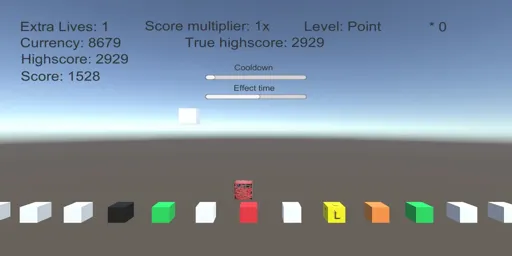 Extra Lives: 1
Score multiplier: 1x
Level: Point
* 0
Currency: 8679
True highscore: 2929
Highscore: 2929
Score: 1528
Cooldown
Effect time
L